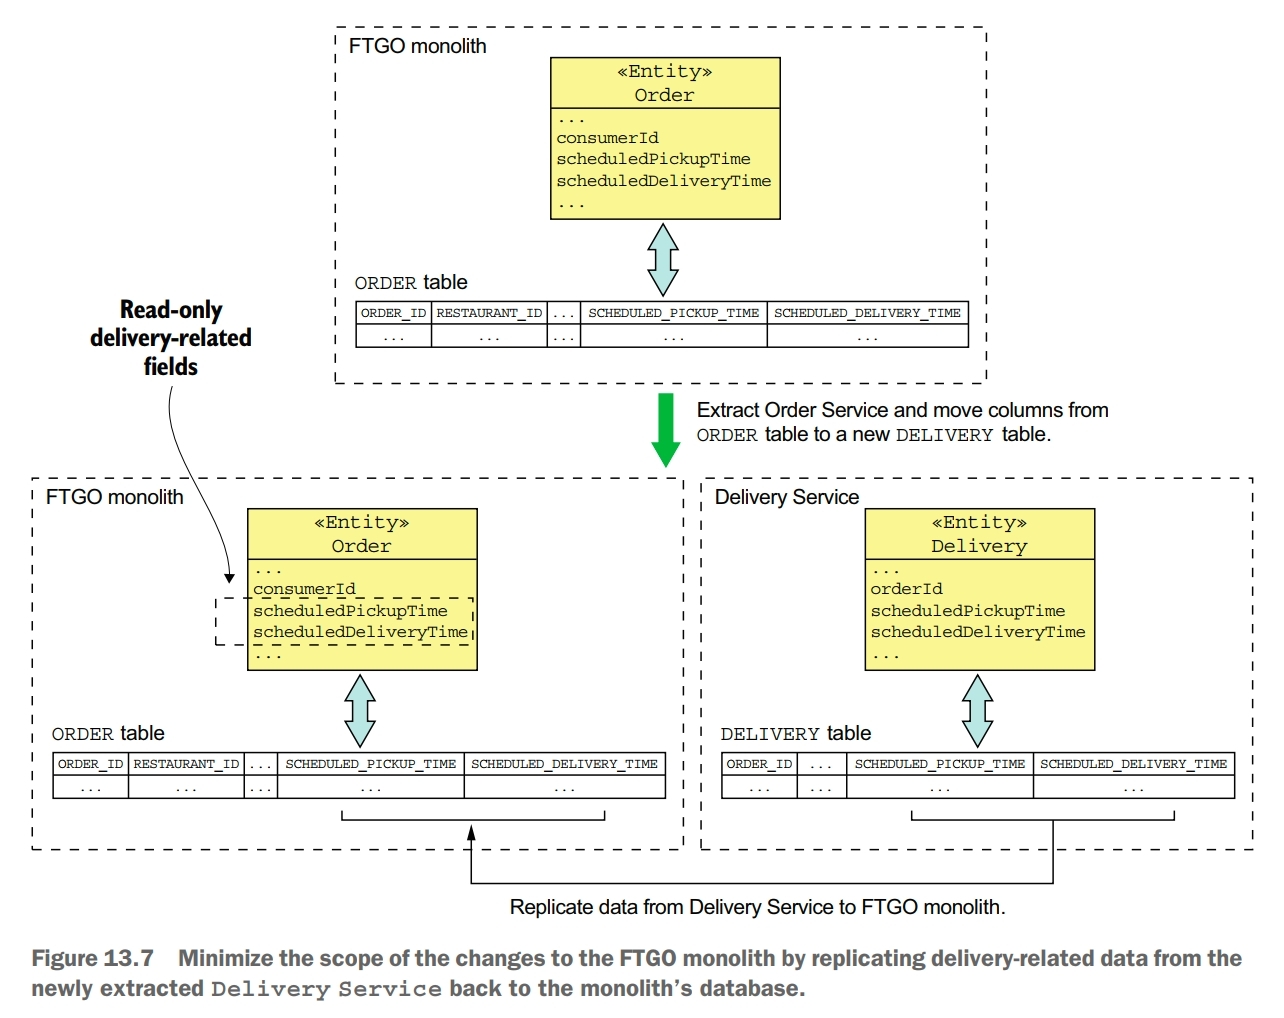 FTGO monolith
«Entity»
Order
...
consumerId
scheduledPickupTime
scheduledDeliveryTime
...
ORDER table
ORDER_ID RESTAURANT_ID ... SCHEDULED_PICKUP_TIME SCHEDULED_DELIVERY_TIME
... ... ... ... ...
Read-only
delivery-related
fields
Extract Order Service and move columns from
ORDER table to a new DELIVERY table.
FTGO monolith
«Entity»
Order
...
consumerId
scheduledPickupTime
scheduledDeliveryTime
...
ORDER table
ORDER_ID RESTAURANT_ID ... SCHEDULED_PICKUP_TIME SCHEDULED_DELIVERY_TIME
... ... ... ... ...
Delivery Service
«Entity»
Delivery
...
orderId
scheduledPickupTime
scheduledDeliveryTime
...
DELIVERY table
ORDER_ID ... SCHEDULED_PICKUP_TIME SCHEDULED_DELIVERY_TIME
... ... ... ...
Replicate data from Delivery Service to FTGO monolith.
Figure 13.7 Minimize the scope of the changes to the FTGO monolith by replicating delivery-related data from the
newly extracted Delivery Service back to the monolith's database.